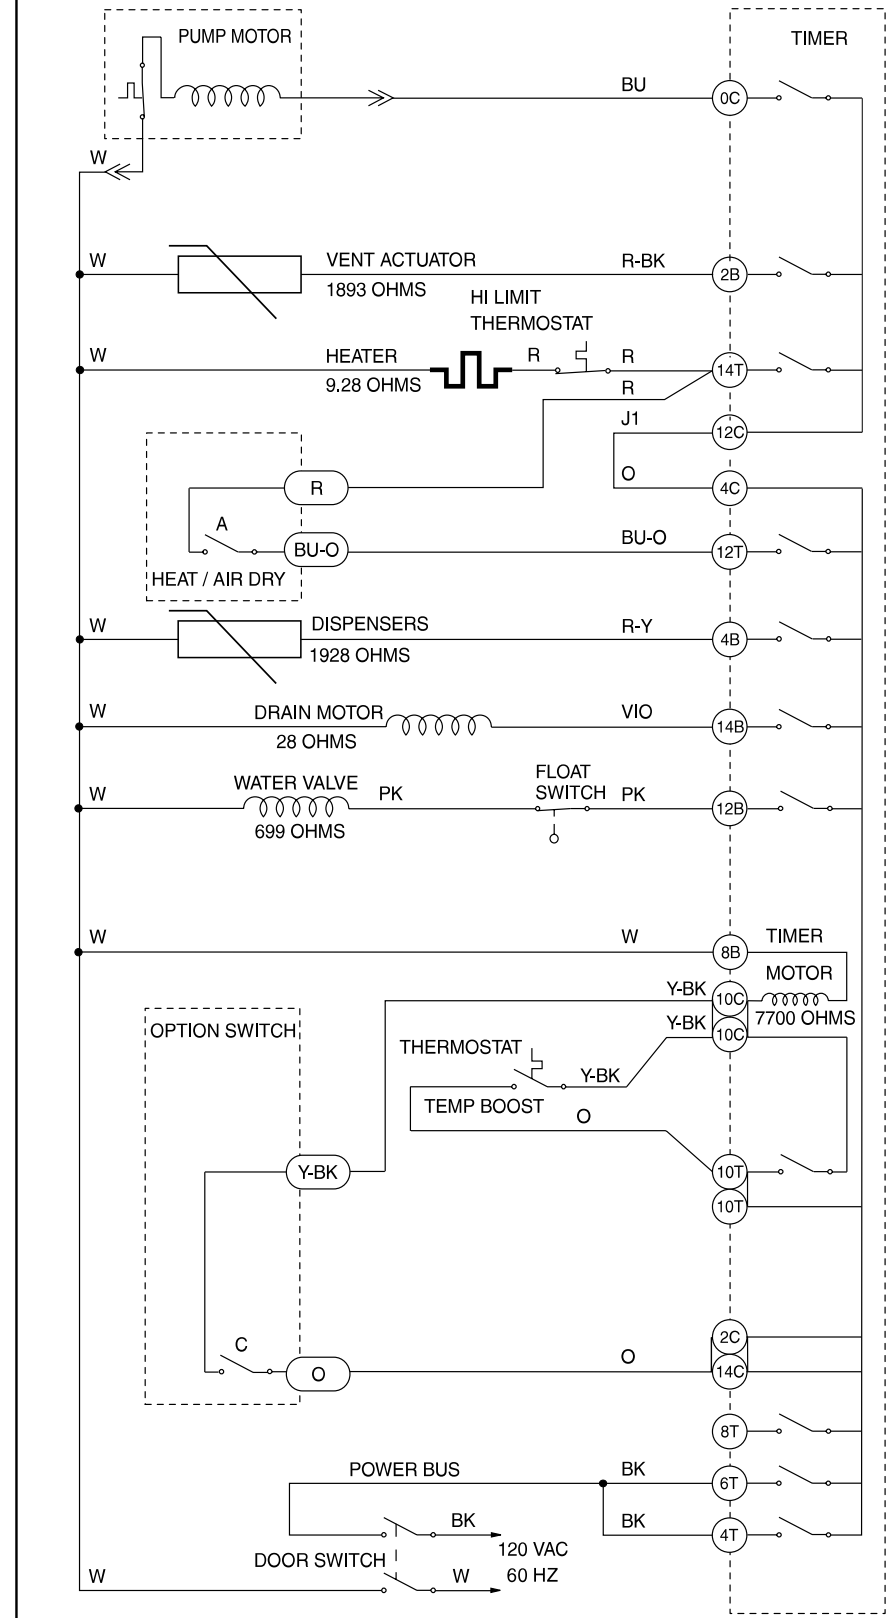 PUMP MOTOR
TIMER
BU
0C
W
W
VENT ACTUATOR
1893 OHMS
R-BK
2B
HI LIMIT
THERMOSTAT
W
HEATER
9.28 OHMS
R
R
14T
R
J1
12C
R
O
4C
A
BU-O
BU-O
12T
HEAT / AIR DRY
W
DISPENSERS
1928 OHMS
R-Y
4B
W
DRAIN MOTOR
28 OHMS
VIO
14B
W
WATER VALVE
699 OHMS
PK
FLOAT
SWITCH
PK
12B
W
W
8B
TIMER
MOTOR
7700 OHMS
Y-BK
10C
Y-BK
10C
OPTION SWITCH
THERMOSTAT
Y-BK
TEMP BOOST
O
Y-BK
10T
10T
C
O
O
2C
14C
8T
POWER BUS
BK
6T
BK
BK
4T
120 VAC
60 HZ
DOOR SWITCH
W
W